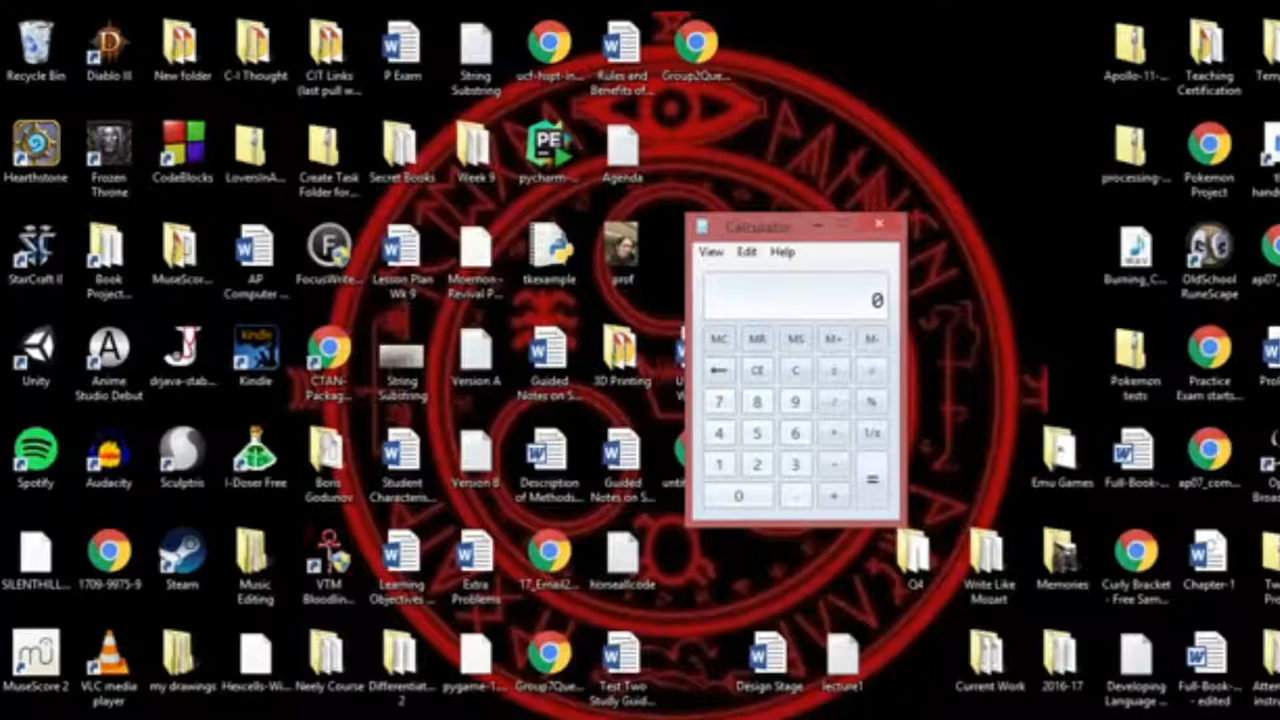 Recycle Bin
Diablo III
New folder
C-I Thought
CIT Links
(last pull w...
P Exam
String
Substring
ucf-hspt-in...
Rules and
Benefits of...
Group2Que...
Apollo-11-...
Teaching
Certification
Hearthstone
Frozen
Throne
CodeBlocks
LoversInA...
Create Task
Folder for...
Secret Books
Week 9
PE
pycharm-...
Agenda
processing-...
Pokemon
Project
StarCraft II
Book
Project...
MuseScor...
AP
Computer ...
FocusWrite...
Lesson Plan
Wk 9
Moemon -
Revival P...
tkexample
prof
Burning_C...
OldSchool
RuneScape
Calculator
View Edit Help
0
MC MR MS M+ M-
← CE C
7 8 9 / %
4 5 6 * 1/x
1 2 3 - =
0 . +
Unity
Anime
Studio Debut
drjava-stab...
kindle
Kindle
CTAN-
Packag...
String
Substring
Version A
Guided
Notes on S...
3D Printing
Pokemon
tests
Practice
Exam starts...
Spotify
Audacity
Sculptris
I-Doser Free
Boris
Godunov
Student
Characteris...
Version B
Description
of Methods...
Guided
Notes on S...
Emu Games
Full-Book-...
ap07_com...
SILENTHILL...
1709-9975-9
Steam
Music
Editing
VTM
Bloodlin...
Learning
Objectives ...
Extra
Problems
17_Email2...
horseallcode
Q4
Write Like
Mozart
Memories
Curly Bracket
- Free Sam...
Chapter-1
MuseScore 2
VLC media
player
my drawings
Hexcells-Wi...
Neely Course
Differentiat...
2
pygame-1...
Group7Que...
Test Two
Study Guid...
Design Stage
lecture1
Current Work
2016-17
Developing
Language ...
Full-Book-...
- edited